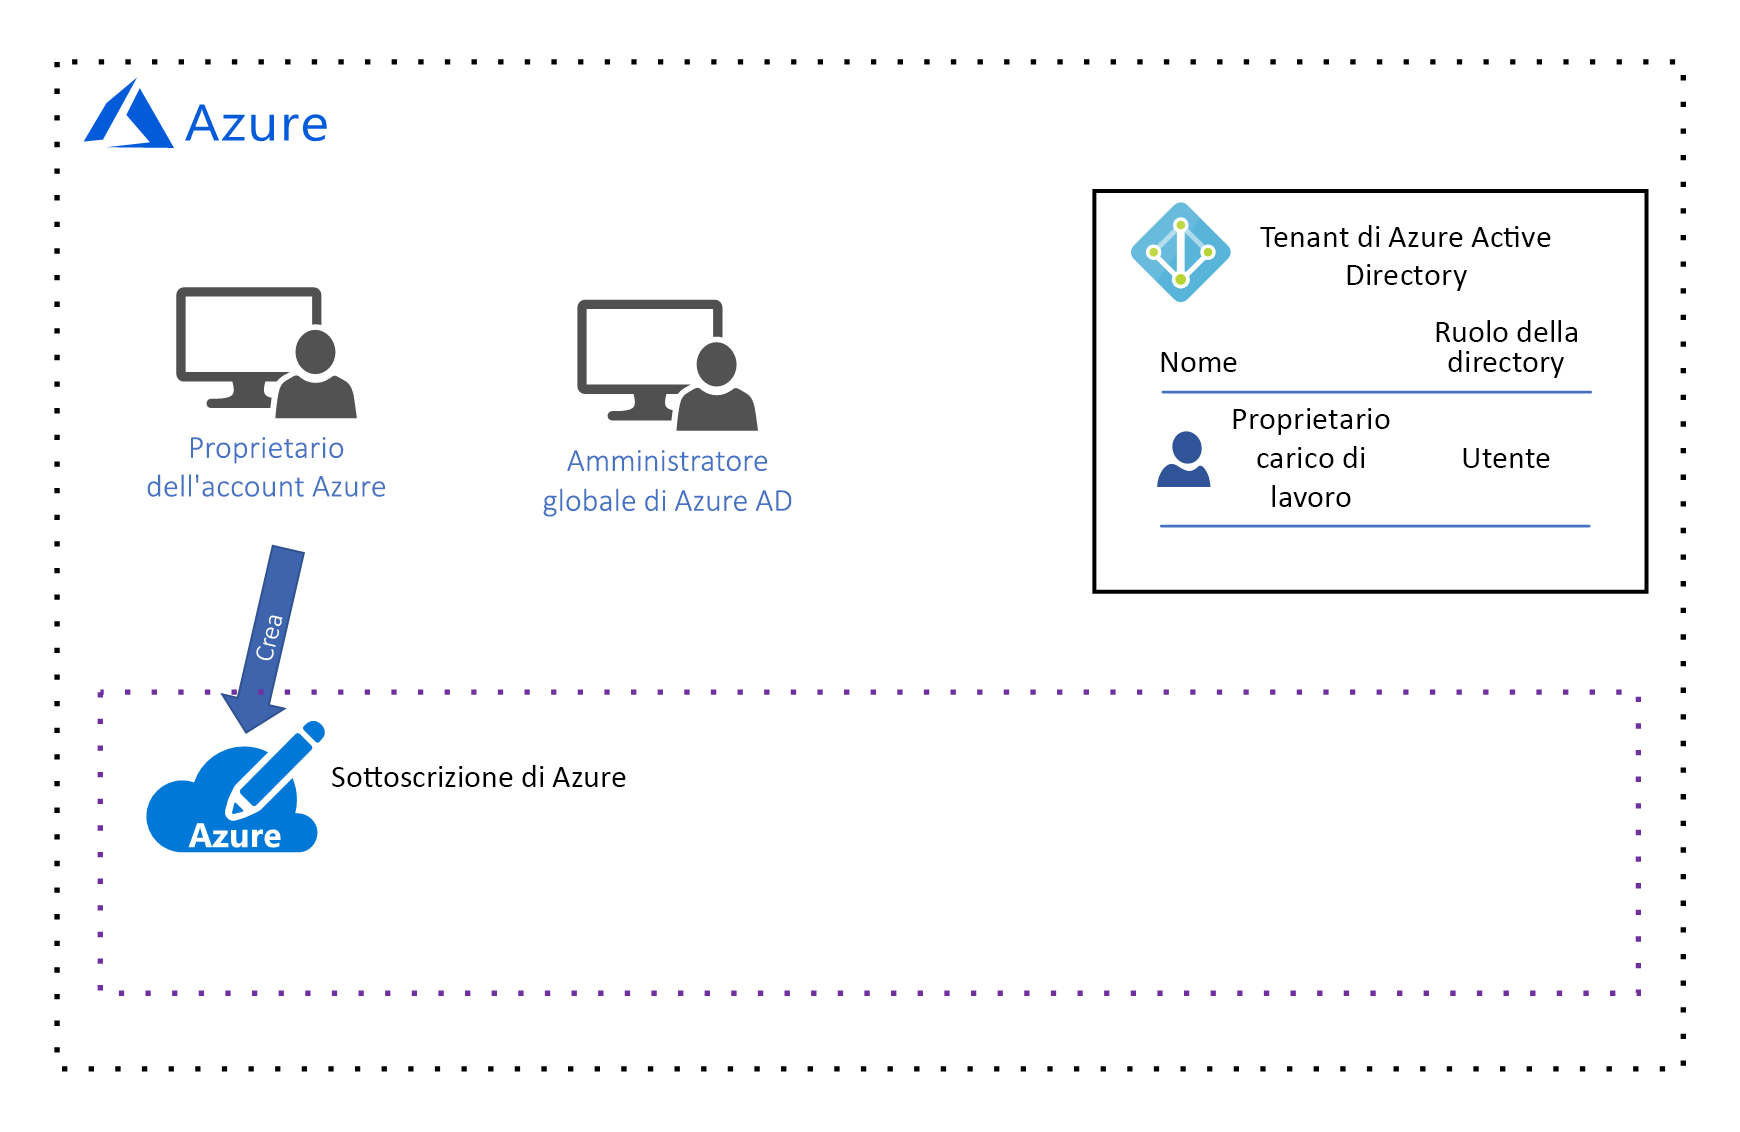 Azure
Tenant di Azure Active
Directory
Nome
Ruolo della
directory
Proprietario
carico di
lavoro
Utente
Proprietario
dell'account Azure
Amministratore
globale di Azure AD
Crea
Sottoscrizione di Azure
Azure